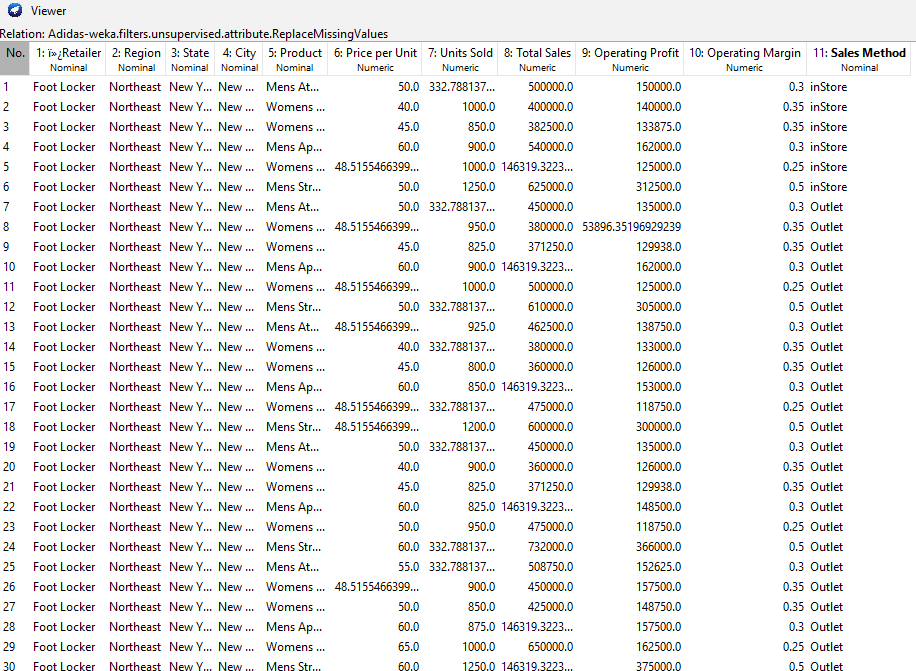 Viewer
Relation: Adidas-weka.filters.unsupervised.attribute.ReplaceMissingValues
No. 1: ï»¿Retailer 2: Region 3: State 4: City 5: Product 6: Price per Unit 7: Units Sold 8: Total Sales 9: Operating Profit 10: Operating Margin 11: Sales Method
Nominal Nominal Nominal Nominal Nominal Numeric Numeric Numeric Numeric Numeric Nominal
1 Foot Locker Northeast New Y... New ... Mens At... 50.0 332.788137... 500000.0 150000.0 0.3 inStore
2 Foot Locker Northeast New Y... New ... Womens ... 40.0 1000.0 400000.0 140000.0 0.35 inStore
3 Foot Locker Northeast New Y... New ... Womens ... 45.0 850.0 382500.0 133875.0 0.35 inStore
4 Foot Locker Northeast New Y... New ... Mens Ap... 60.0 900.0 540000.0 162000.0 0.3 inStore
5 Foot Locker Northeast New Y... New ... Womens ... 48.5155466399... 1000.0 146319.3223... 125000.0 0.25 inStore
6 Foot Locker Northeast New Y... New ... Mens Str... 50.0 1250.0 625000.0 312500.0 0.5 inStore
7 Foot Locker Northeast New Y... New ... Mens At... 50.0 332.788137... 450000.0 135000.0 0.3 Outlet
8 Foot Locker Northeast New Y... New ... Womens ... 48.5155466399... 950.0 380000.0 53896.35196929239 0.35 Outlet
9 Foot Locker Northeast New Y... New ... Womens ... 45.0 825.0 371250.0 129938.0 0.35 Outlet
10 Foot Locker Northeast New Y... New ... Mens Ap... 60.0 900.0 146319.3223... 162000.0 0.3 Outlet
11 Foot Locker Northeast New Y... New ... Womens ... 48.5155466399... 1000.0 500000.0 125000.0 0.25 Outlet
12 Foot Locker Northeast New Y... New ... Mens Str... 50.0 332.788137... 610000.0 305000.0 0.5 Outlet
13 Foot Locker Northeast New Y... New ... Mens At... 48.5155466399... 925.0 462500.0 138750.0 0.3 Outlet
14 Foot Locker Northeast New Y... New ... Womens ... 40.0 332.788137... 380000.0 133000.0 0.35 Outlet
15 Foot Locker Northeast New Y... New ... Womens ... 45.0 800.0 360000.0 126000.0 0.35 Outlet
16 Foot Locker Northeast New Y... New ... Mens Ap... 60.0 850.0 146319.3223... 153000.0 0.3 Outlet
17 Foot Locker Northeast New Y... New ... Womens ... 48.5155466399... 332.788137... 475000.0 118750.0 0.25 Outlet
18 Foot Locker Northeast New Y... New ... Mens Str... 48.5155466399... 1200.0 600000.0 300000.0 0.5 Outlet
19 Foot Locker Northeast New Y... New ... Mens At... 50.0 332.788137... 450000.0 135000.0 0.3 Outlet
20 Foot Locker Northeast New Y... New ... Womens ... 40.0 900.0 360000.0 126000.0 0.35 Outlet
21 Foot Locker Northeast New Y... New ... Womens ... 45.0 825.0 371250.0 129938.0 0.35 Outlet
22 Foot Locker Northeast New Y... New ... Mens Ap... 60.0 825.0 146319.3223... 148500.0 0.3 Outlet
23 Foot Locker Northeast New Y... New ... Womens ... 50.0 950.0 475000.0 118750.0 0.25 Outlet
24 Foot Locker Northeast New Y... New ... Mens Str... 60.0 332.788137... 732000.0 366000.0 0.5 Outlet
25 Foot Locker Northeast New Y... New ... Mens At... 55.0 332.788137... 508750.0 152625.0 0.3 Outlet
26 Foot Locker Northeast New Y... New ... Womens ... 48.5155466399... 900.0 450000.0 157500.0 0.35 Outlet
27 Foot Locker Northeast New Y... New ... Womens ... 50.0 850.0 425000.0 148750.0 0.35 Outlet
28 Foot Locker Northeast New Y... New ... Mens Ap... 60.0 875.0 146319.3223... 157500.0 0.3 Outlet
29 Foot Locker Northeast New Y... New ... Womens ... 65.0 1000.0 650000.0 162500.0 0.25 Outlet
30 Foot Locker Northeast New Y... New ... Mens Str... 60.0 1250.0 146319.3223... 375000.0 0.5 Outlet